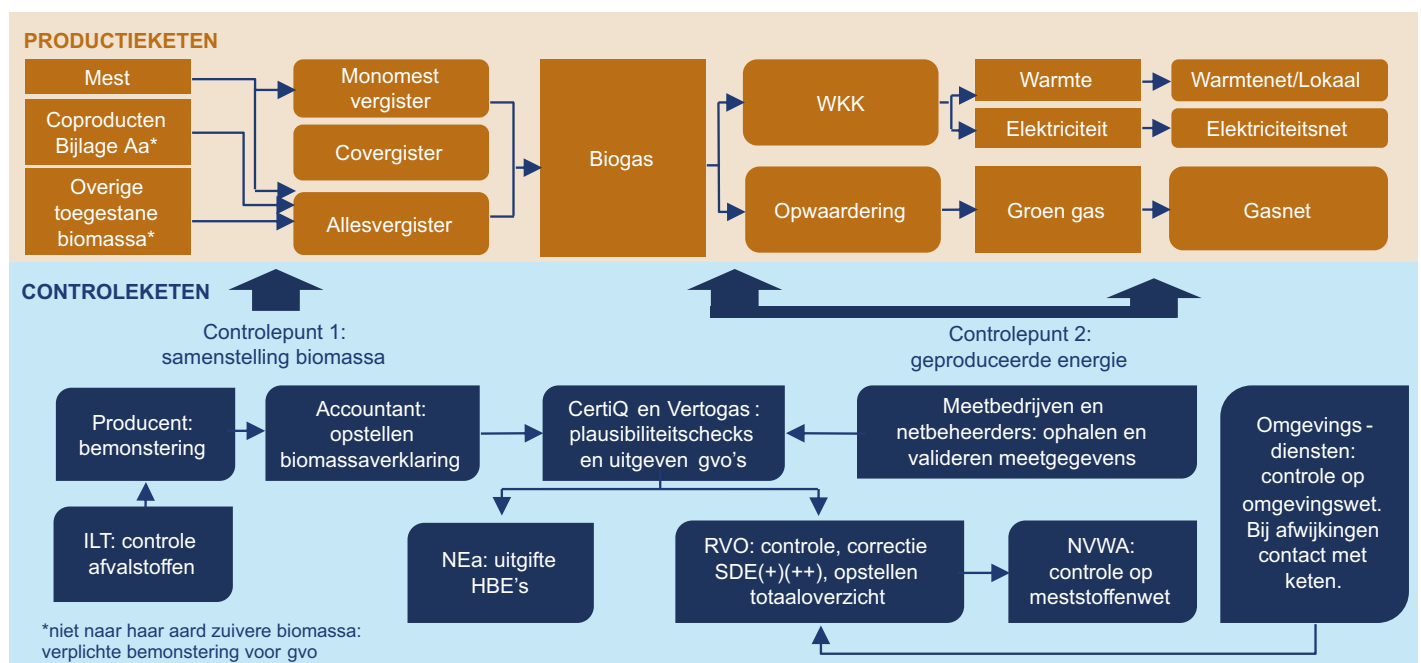 PRODUCTIEKETEN
Mest
Coproducten
Bijlage Aa*
Overige
toegestane
biomassa*
Monomest
vergister
Covergister
Allesvergister
Biogas
WKK
Opwaardering
Warmte
Elektriciteit
Groen gas
Warmtenet/Lokaal
Elektriciteitsnet
Gasnet
CONTROLEKETEN
Controlepunt 1:
samenstelling biomassa
Controlepunt 2:
geproduceerde energie
Producent:
bemonstering
Accountant:
opstellen
biomassaverklaring
CertiQ en Vertogas :
plausibiliteitschecks
en uitgeven gvo's
Meetbedrijven en
netbeheerders: ophalen en
valideren meetgegevens
Omgevings -
diensten:
controle op
omgevingswet.
Bij afwijkingen
contact met
keten.
ILT: controle
afvalstoffen
NEa: uitgifte
HBE's
RVO: controle, correctie
SDE(+)(++), opstellen
totaaloverzicht
NVWA:
controle op
meststoffenwet
*niet naar haar aard zuivere biomassa:
verplichte bemonstering voor gvo